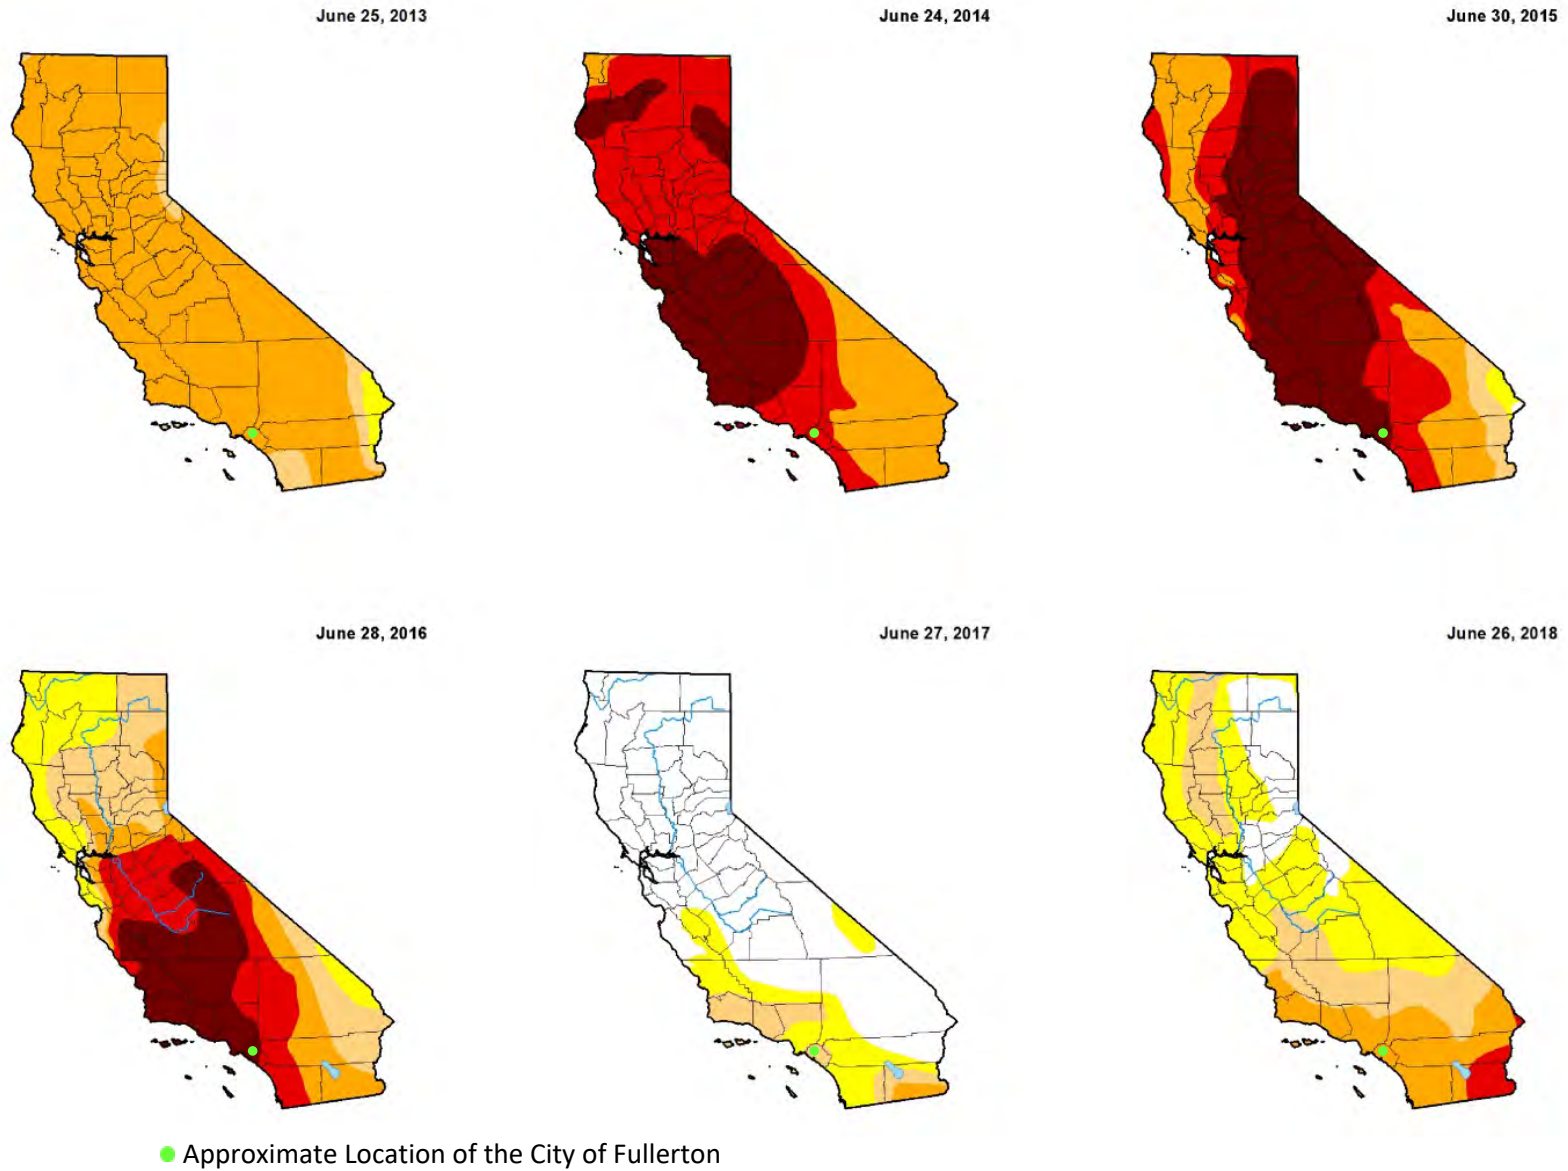 June 25, 2013
June 24, 2014
June 30, 2015
June 28, 2016
June 27, 2017
June 26, 2018
Approximate Location of the City of Fullerton